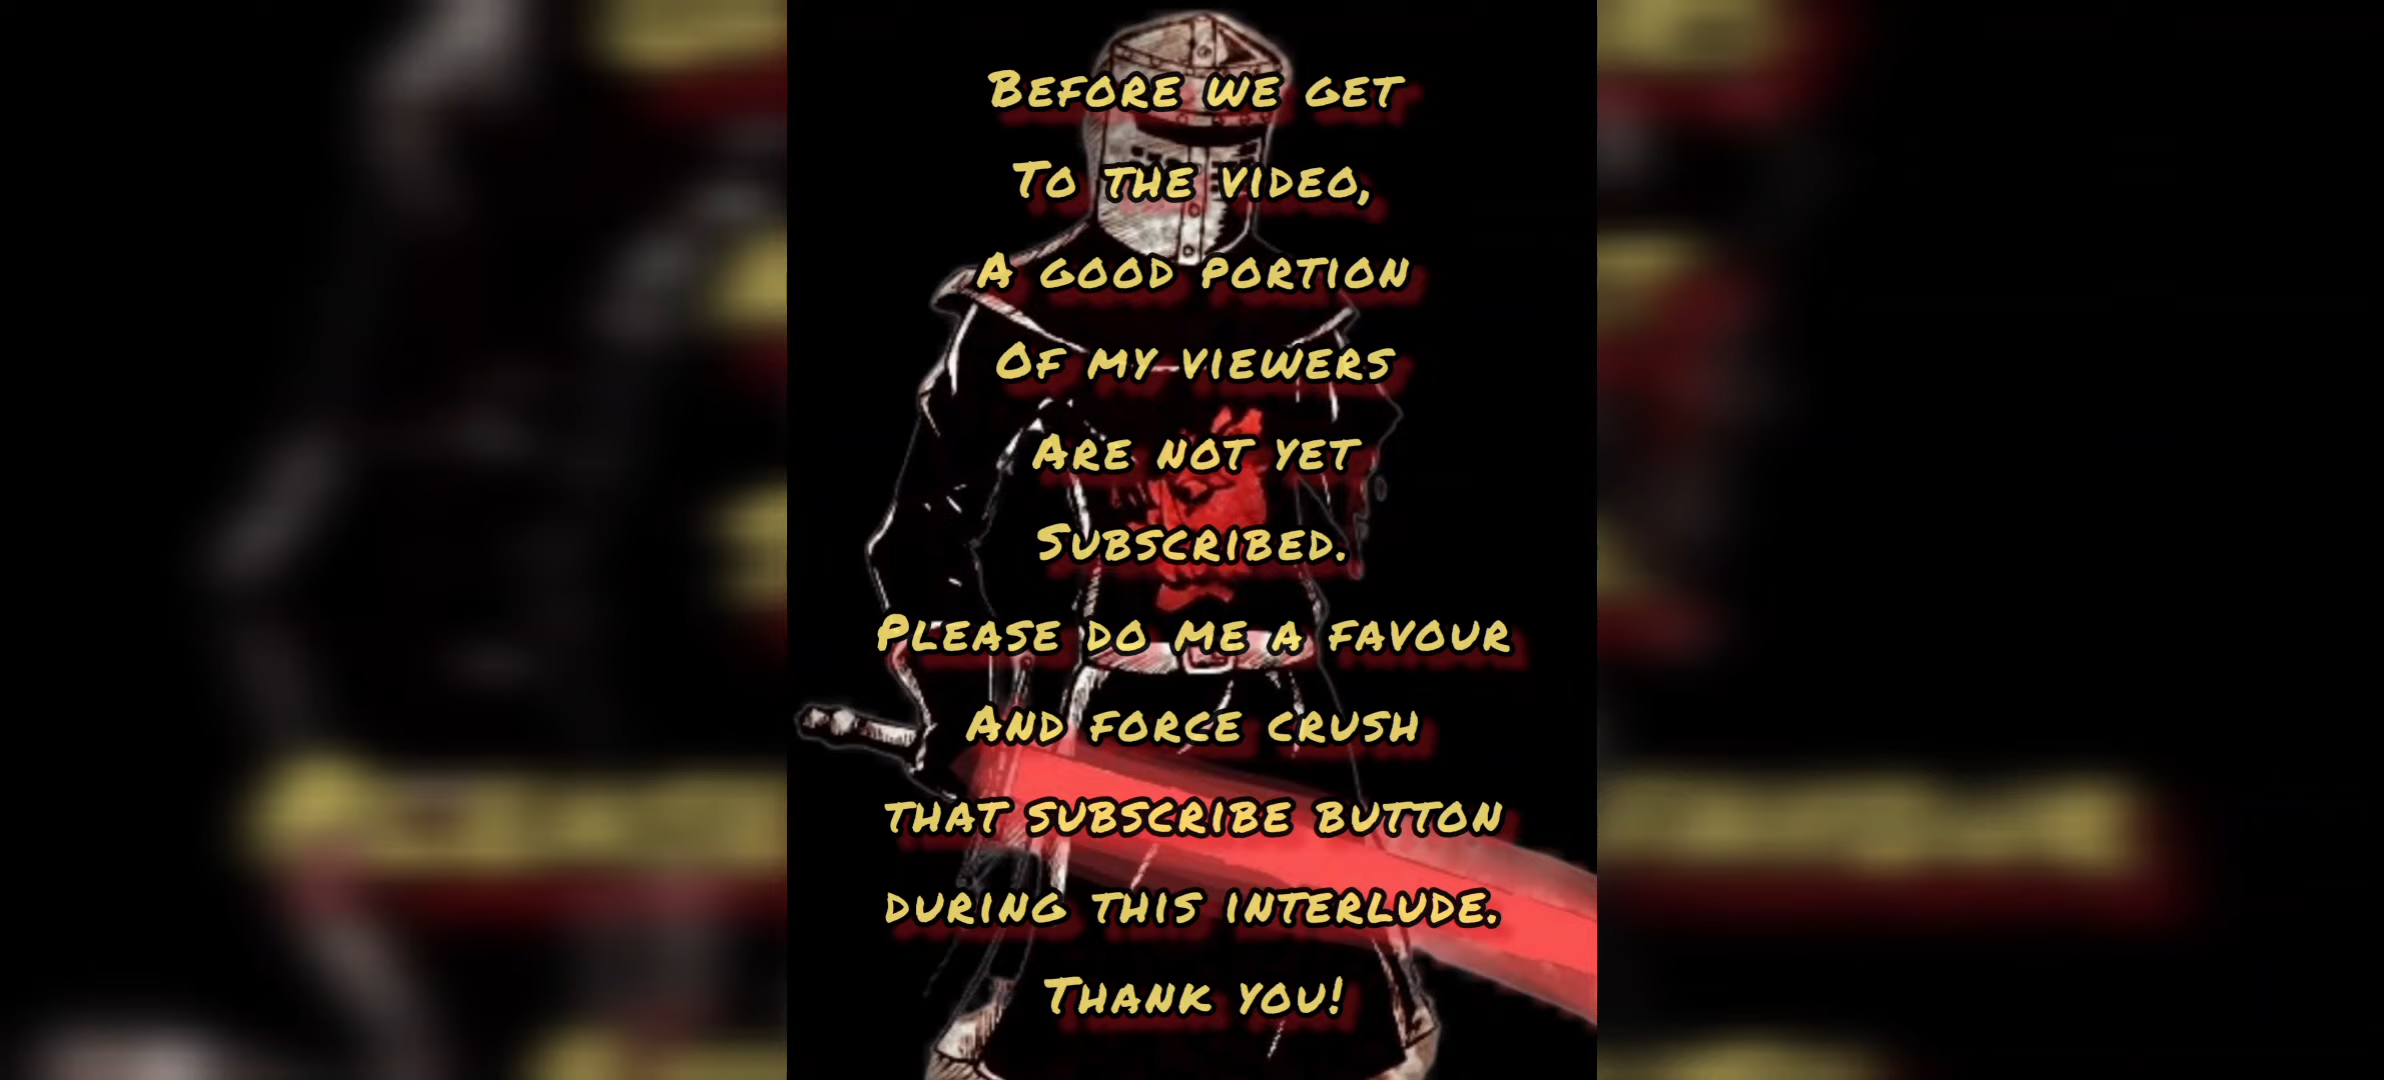 Before we get
To the video,
A good portion
Of my viewers
Are not yet
Subscribed.
Please do me a favour
And force crush
that subscribe button
during this interlude.
Thank you!